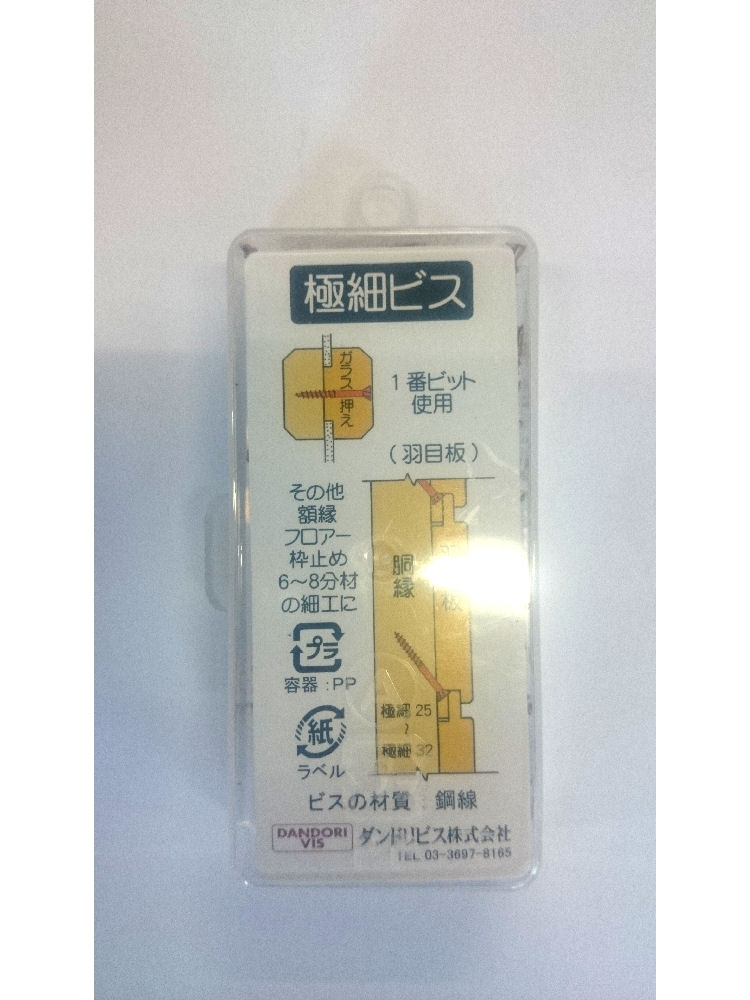 極細ビス
ガラス押え
1番ビット
使用
(羽目板)
その他
額縁
フロアー
枠止め
6〜8分材
の細工に
胴縁
板
プラ
容器:PP
極細25
〜
極細32
紙
ラベル
ビスの材質:鋼線
DANDORI
VIS
ダンドリビス株式会社
TEL 03-3697-8165